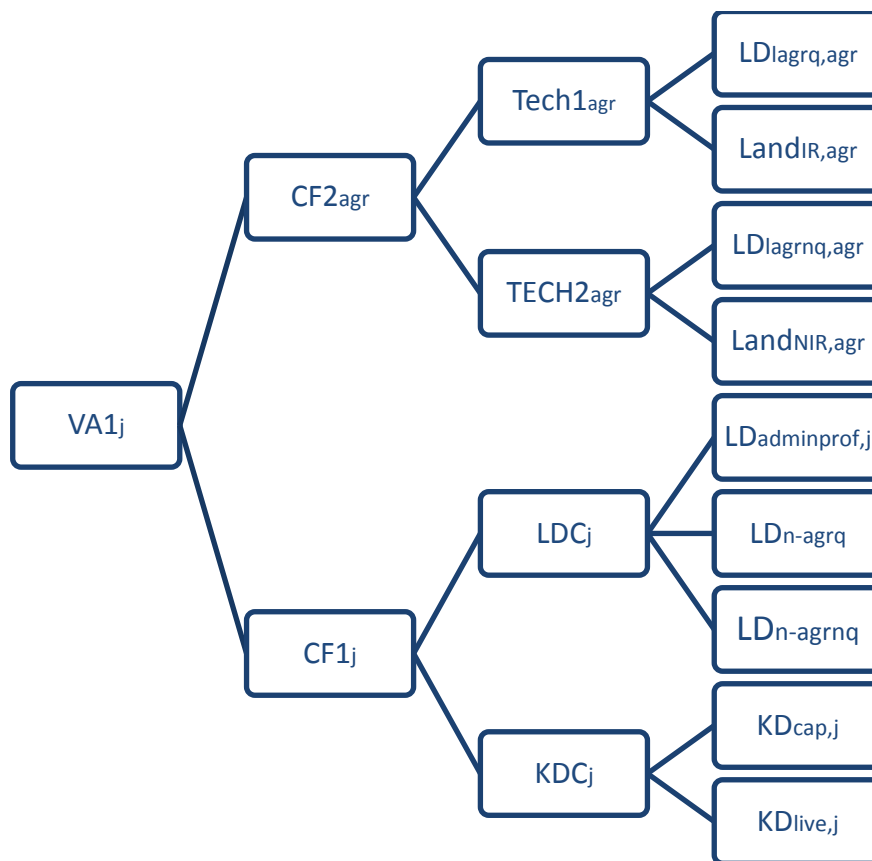 LDlagrq,agr
Tech1agr
LandIR,agr
CF2agr
LDlagrnq,agr
TECH2agr
LandNIR,agr
VA1j
LDadminprof,j
LDCj
LDn-agrq
LDn-agrnq
CF1j
KDcap,j
KDCj
KDlive,j